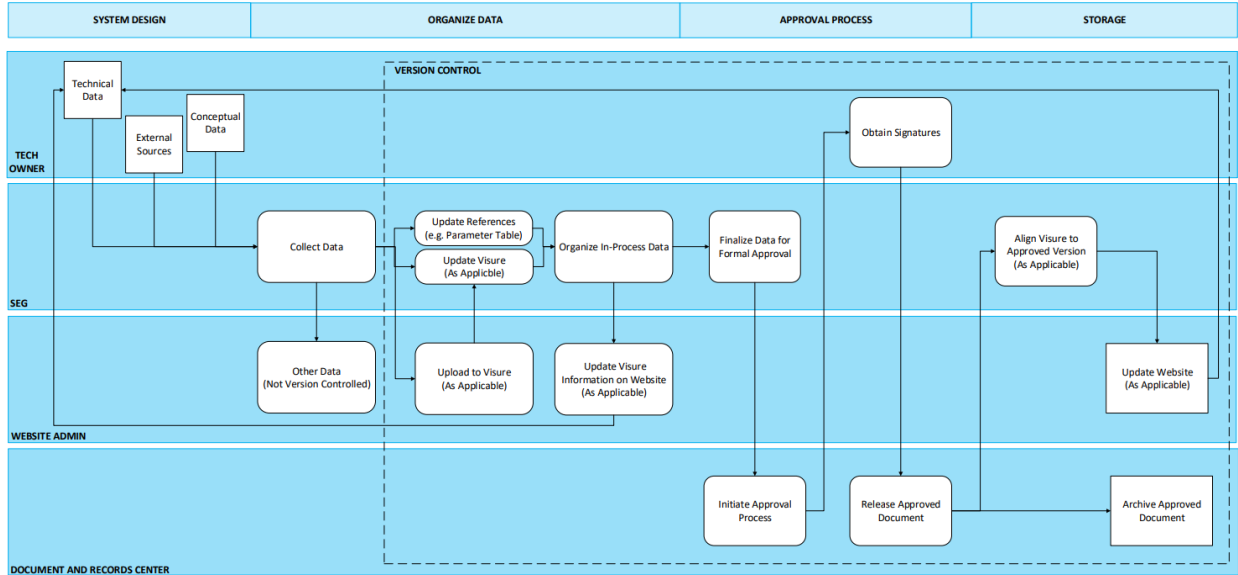 SYSTEM DESIGN
ORGANIZE DATA
APPROVAL PROCESS
STORAGE
VERSION CONTROL
Technical
Data
External
Sources
Conceptual
Data
Obtain Signatures
TECH
OWNER
Collect Data
Update References
(e.g. Parameter Table)
Update Visure
(As Applicble)
Organize In-Process Data
Finalize Data for
Formal Approval
Align Visure to
Approved Version
(As Applicable)
SEG
Other Data
(Not Version Controlled)
Upload to Visure
(As Applicable)
Update Visure
Information on Website
(As Applicable)
Update Website
(As Applicable)
WEBSITE ADMIN
Initiate Approval
Process
Release Approved
Document
Archive Approved
Document
DOCUMENT AND RECORDS CENTER